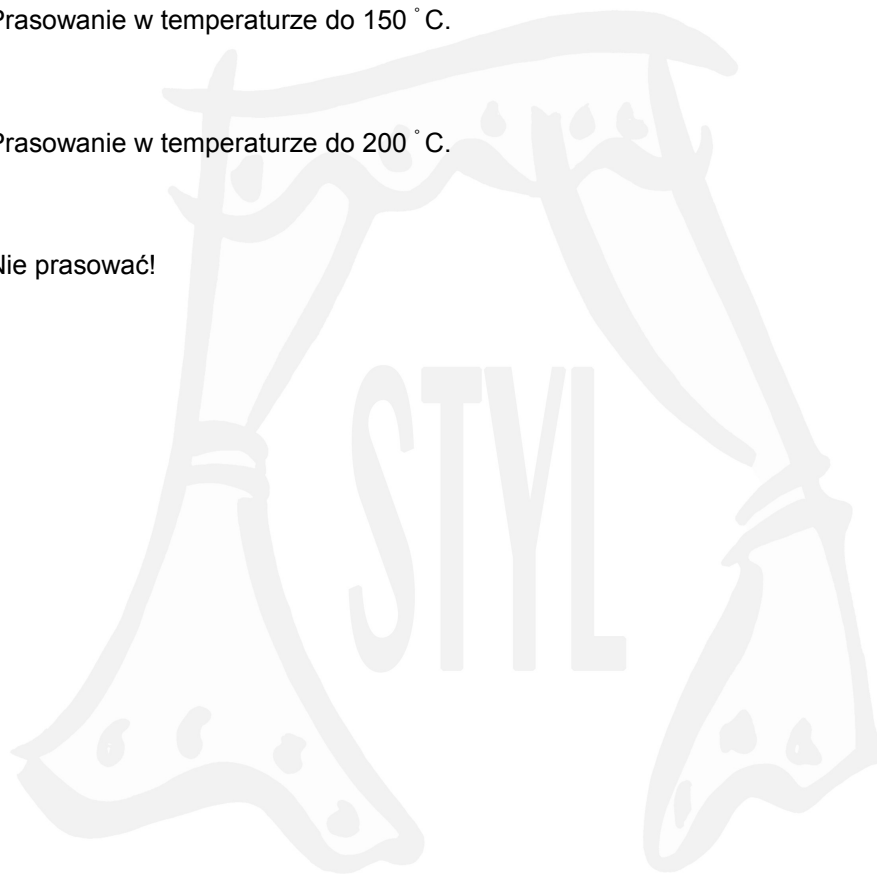 Prasowanie w temperaturze do 150 °C.
Prasowanie w temperaturze do 200 °C.
Nie prasować!
STYL